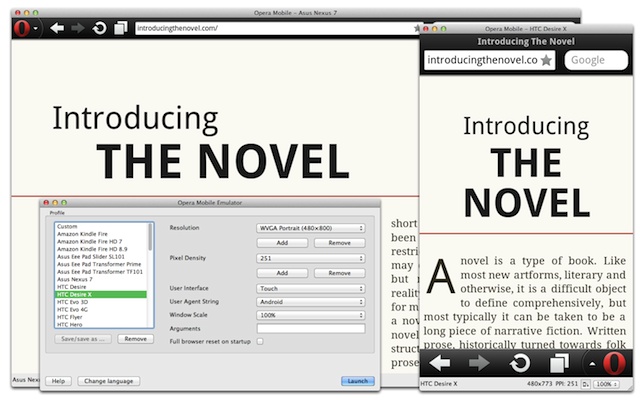 Opera Mobile – Asus Nexus 7
introducingthenovel.com/
Introducing
THE NOVEL
short
been
restri
may
but
reality
for m
a nov
novel
struct
prose
Asus Nex
Opera Mobile – HTC Desire X
Introducing The Novel
introducingthenovel.co
Google
Introducing
THE
NOVEL
A novel is a type of book. Like
most new artforms, literary and
otherwise, it is a difficult object
to define comprehensively, but
most typically it can be taken to be a
long piece of narrative fiction. Written
prose, historically turned towards folk
HTC Desire X
480x773 PPI: 251
100%
Opera Mobile Emulator
Profile
Custom
Amazon Kindle Fire
Amazon Kindle Fire HD 7
Amazon Kindle Fire HD 8.9
Asus Eee Pad Slider SL101
Asus Eee Pad Transformer Prime
Asus Eee Pad Transformer TF101
Asus Nexus 7
HTC Desire
HTC Desire X
HTC Evo 3D
HTC Evo 4G
HTC Flyer
HTC Hero
Save/save as ...
Remove
Resolution
WVGA Portrait (480×800)
Add
Remove
Pixel Density
251
Add
Remove
User Interface
Touch
User Agent String
Android
Window Scale
100%
Arguments
Full browser reset on startup
Help
Change language
Launch